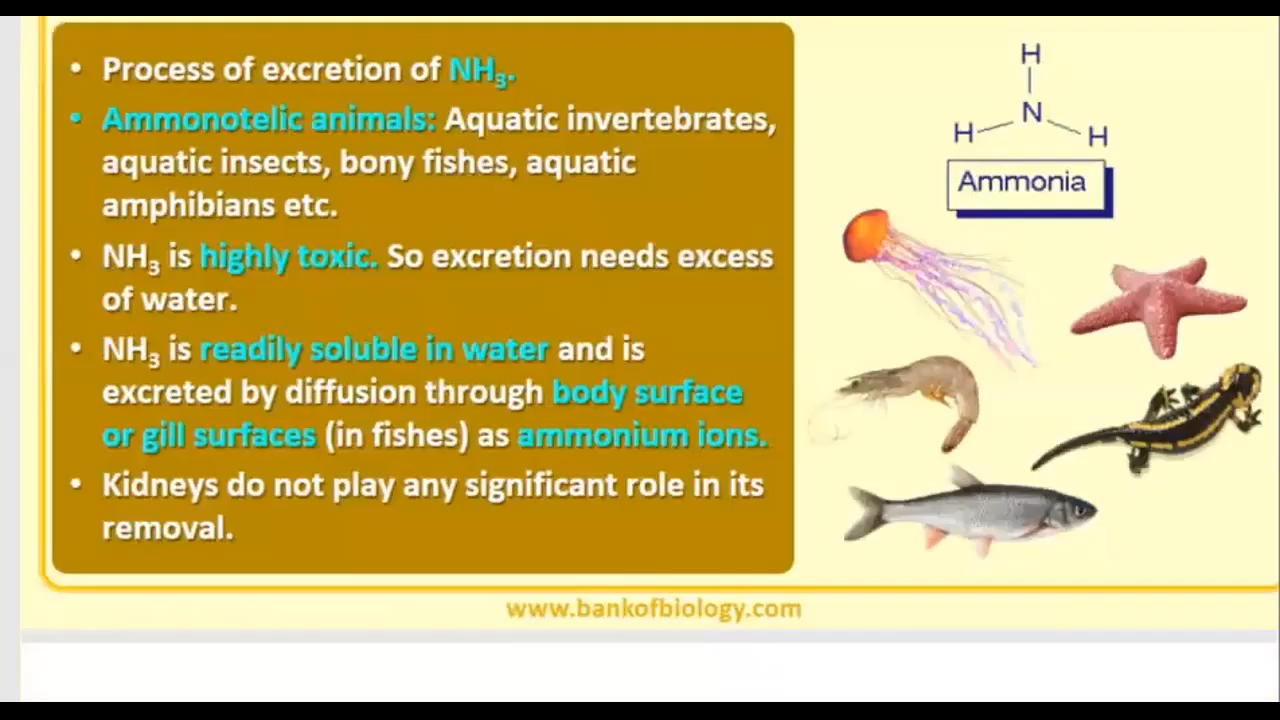 • Process of excretion of NH₃.
• Ammonotelic animals: Aquatic invertebrates,
aquatic insects, bony fishes, aquatic
amphibians etc.
• NH₃ is highly toxic. So excretion needs excess
of water.
• NH₃ is readily soluble in water and is
excreted by diffusion through body surface
or gill surfaces (in fishes) as ammonium ions.
• Kidneys do not play any significant role in its
removal.
H
N
H H
Ammonia
www.bankofbiology.com